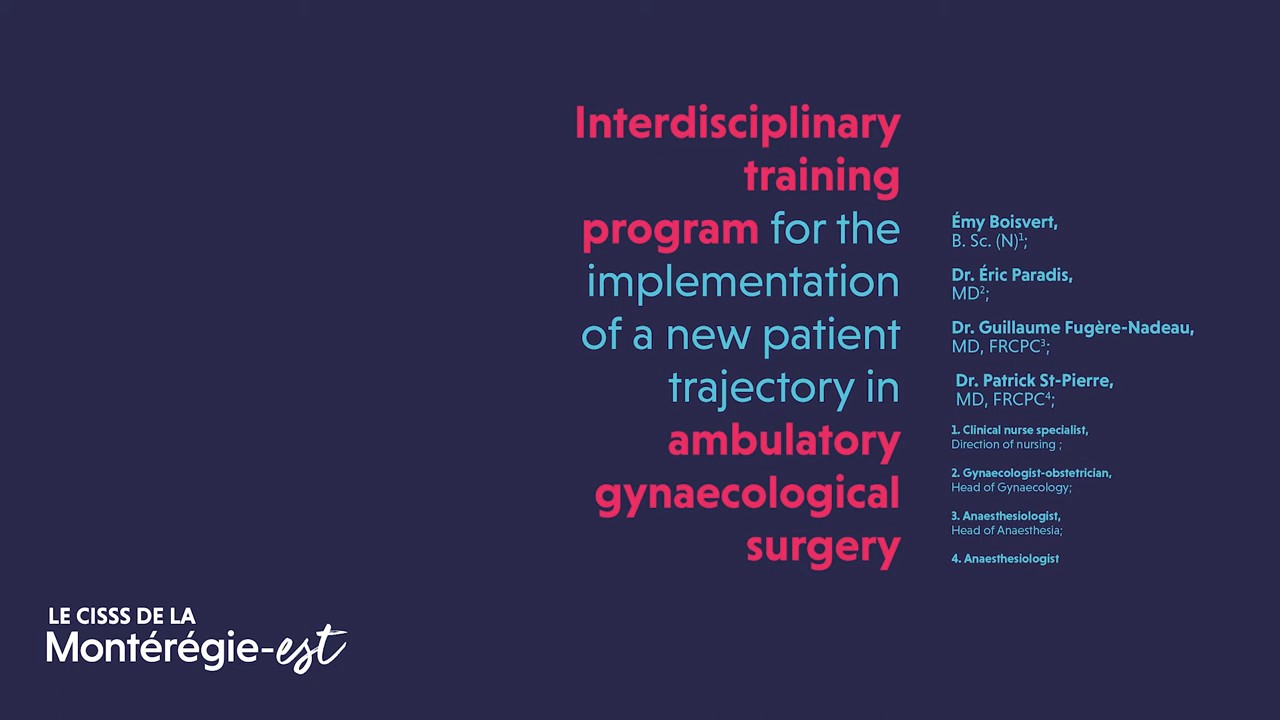 Interdisciplinary
training
program for the
implementation
of a new patient
trajectory in
ambulatory
gynaecological
surgery
Émy Boisvert,
B. Sc. (N)¹;
Dr. Éric Paradis,
MD²;
Dr. Guillaume Fugère-Nadeau,
MD, FRCPC³;
Dr. Patrick St-Pierre,
MD, FRCPC⁴;
1. Clinical nurse specialist,
Direction of nursing ;
2. Gynaecologist-obstetrician,
Head of Gynaecology;
3. Anaesthesiologist,
Head of Anaesthesia;
4. Anaesthesiologist
LE CISSS DE LA
Montérégie-est